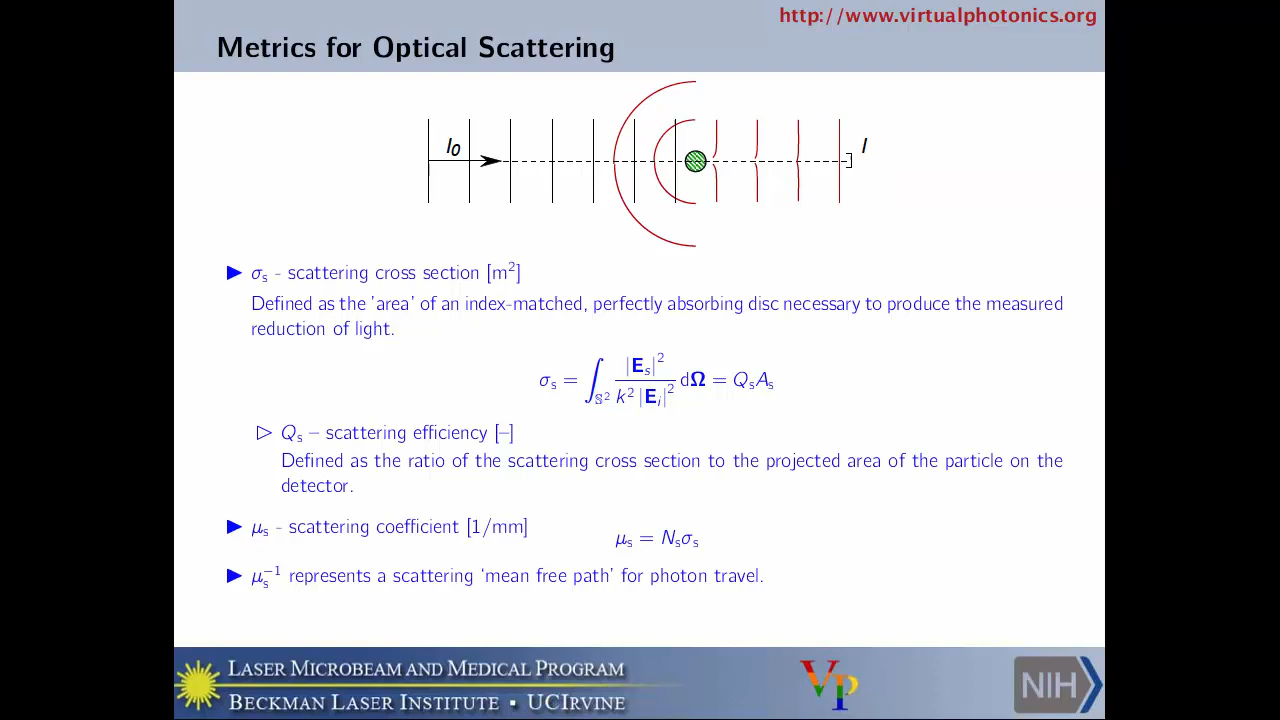 http://www.virtualphotonics.org
Metrics for Optical Scattering
I₀
I
▶ σₛ - scattering cross section [m²]
Defined as the 'area' of an index-matched, perfectly absorbing disc necessary to produce the measured
reduction of light.
σₛ = ∫_{𝕊²} |𝐄ₛ|² / k² |𝐄ᵢ|² d𝛀 = QₛAₛ
▷ Qₛ – scattering efficiency [–]
Defined as the ratio of the scattering cross section to the projected area of the particle on the
detector.
▶ μₛ - scattering coefficient [1/mm]
μₛ = Nₛσₛ
▶ μₛ⁻¹ represents a scattering ‘mean free path’ for photon travel.
LASER MICROBEAM AND MEDICAL PROGRAM
BECKMAN LASER INSTITUTE ▪ UCIRVINE
VP
NIH